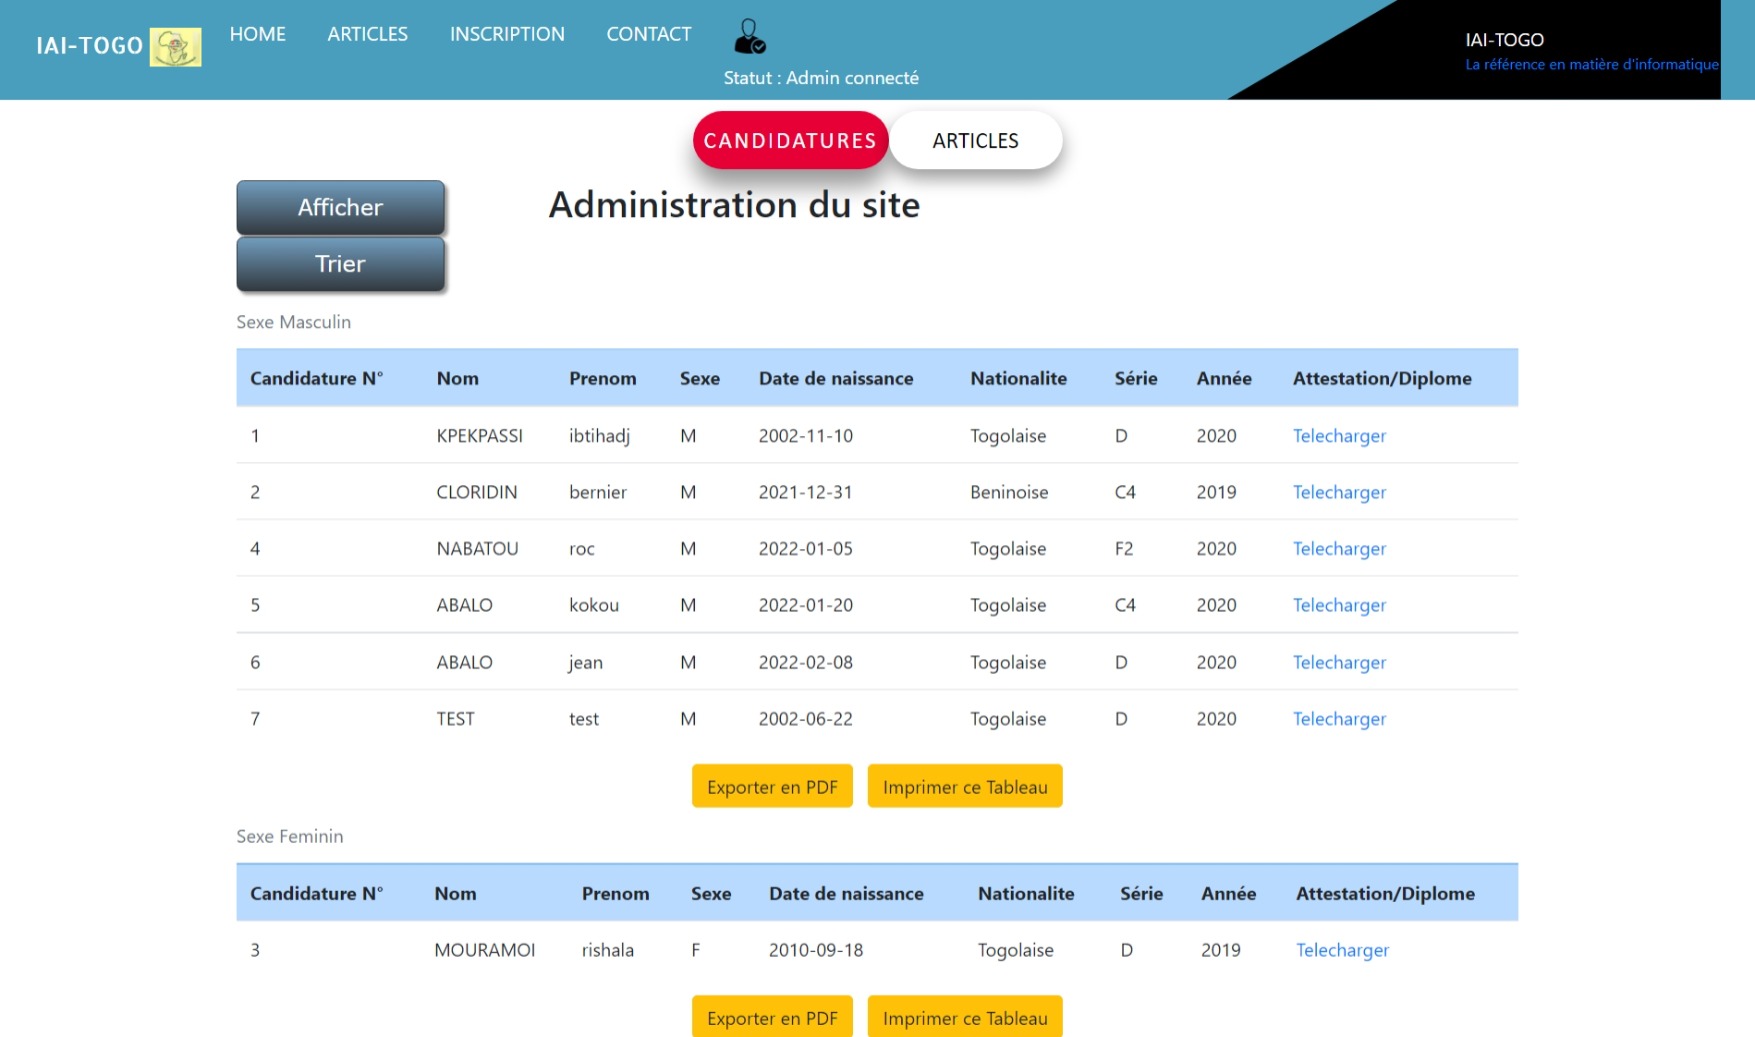 IAI-TOGO
HOME ARTICLES INSCRIPTION CONTACT
Statut : Admin connecté
IAI-TOGO
La référence en matière d'informatique
CANDIDATURES ARTICLES
Afficher
Trier
Administration du site
Sexe Masculin
Candidature N° Nom Prenom Sexe Date de naissance Nationalite Série Année Attestation/Diplome
1 KPEKPASSI ibtihadj M 2002-11-10 Togolaise D 2020 Telecharger
2 CLORIDIN bernier M 2021-12-31 Beninoise C4 2019 Telecharger
4 NABATOU roc M 2022-01-05 Togolaise F2 2020 Telecharger
5 ABALO kokou M 2022-01-20 Togolaise C4 2020 Telecharger
6 ABALO jean M 2022-02-08 Togolaise D 2020 Telecharger
7 TEST test M 2002-06-22 Togolaise D 2020 Telecharger
Exporter en PDF Imprimer ce Tableau
Sexe Feminin
Candidature N° Nom Prenom Sexe Date de naissance Nationalite Série Année Attestation/Diplome
3 MOURAMOI rishala F 2010-09-18 Togolaise D 2019 Telecharger
Exporter en PDF Imprimer ce Tableau